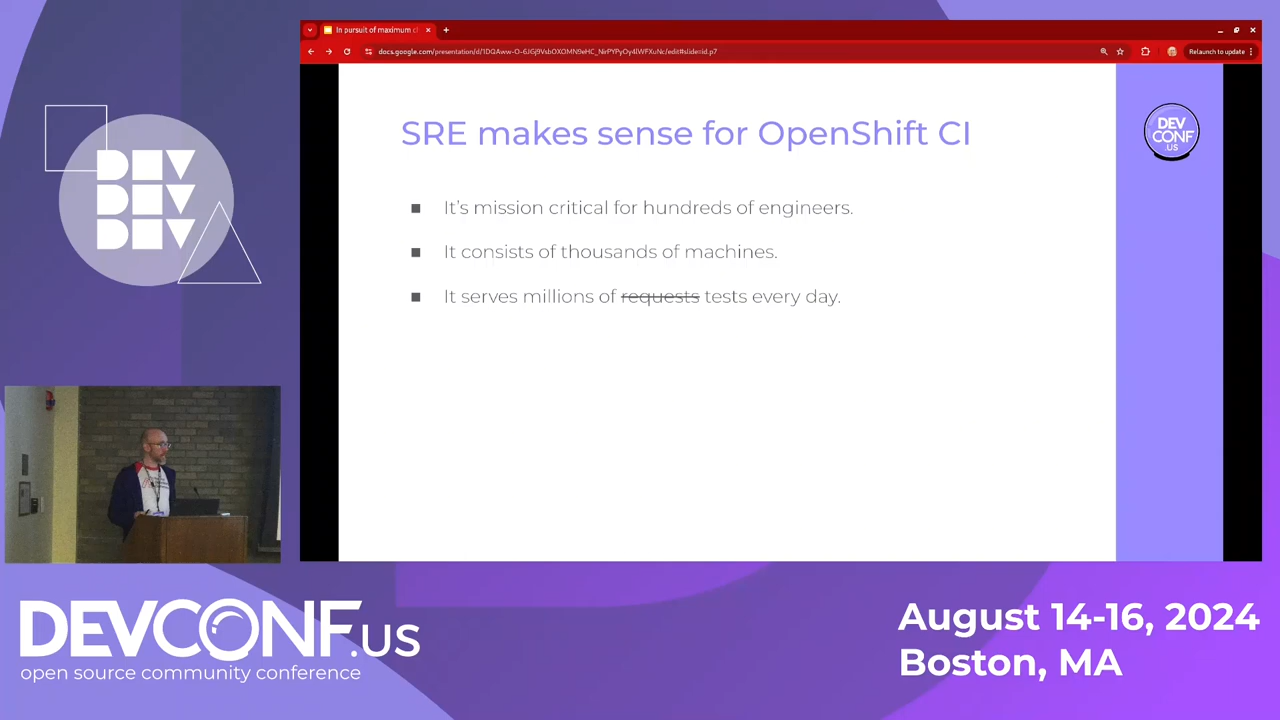 In pursuit of maximum cl
docs.google.com/presentation/d/1DQAww-O-6JGj9VsbOXOMN9eHC_NirPYPyOy4lWFXuNc/edit#slide=id.p7
Relaunch to update
DEV
DEV
DEV
SRE makes sense for OpenShift CI
DEV
CONF
.US
■ It's mission critical for hundreds of engineers.
■ It consists of thousands of machines.
■ It serves millions of requests tests every day.
DEVCONF.US
open source community conference
August 14-16, 2024
Boston, MA